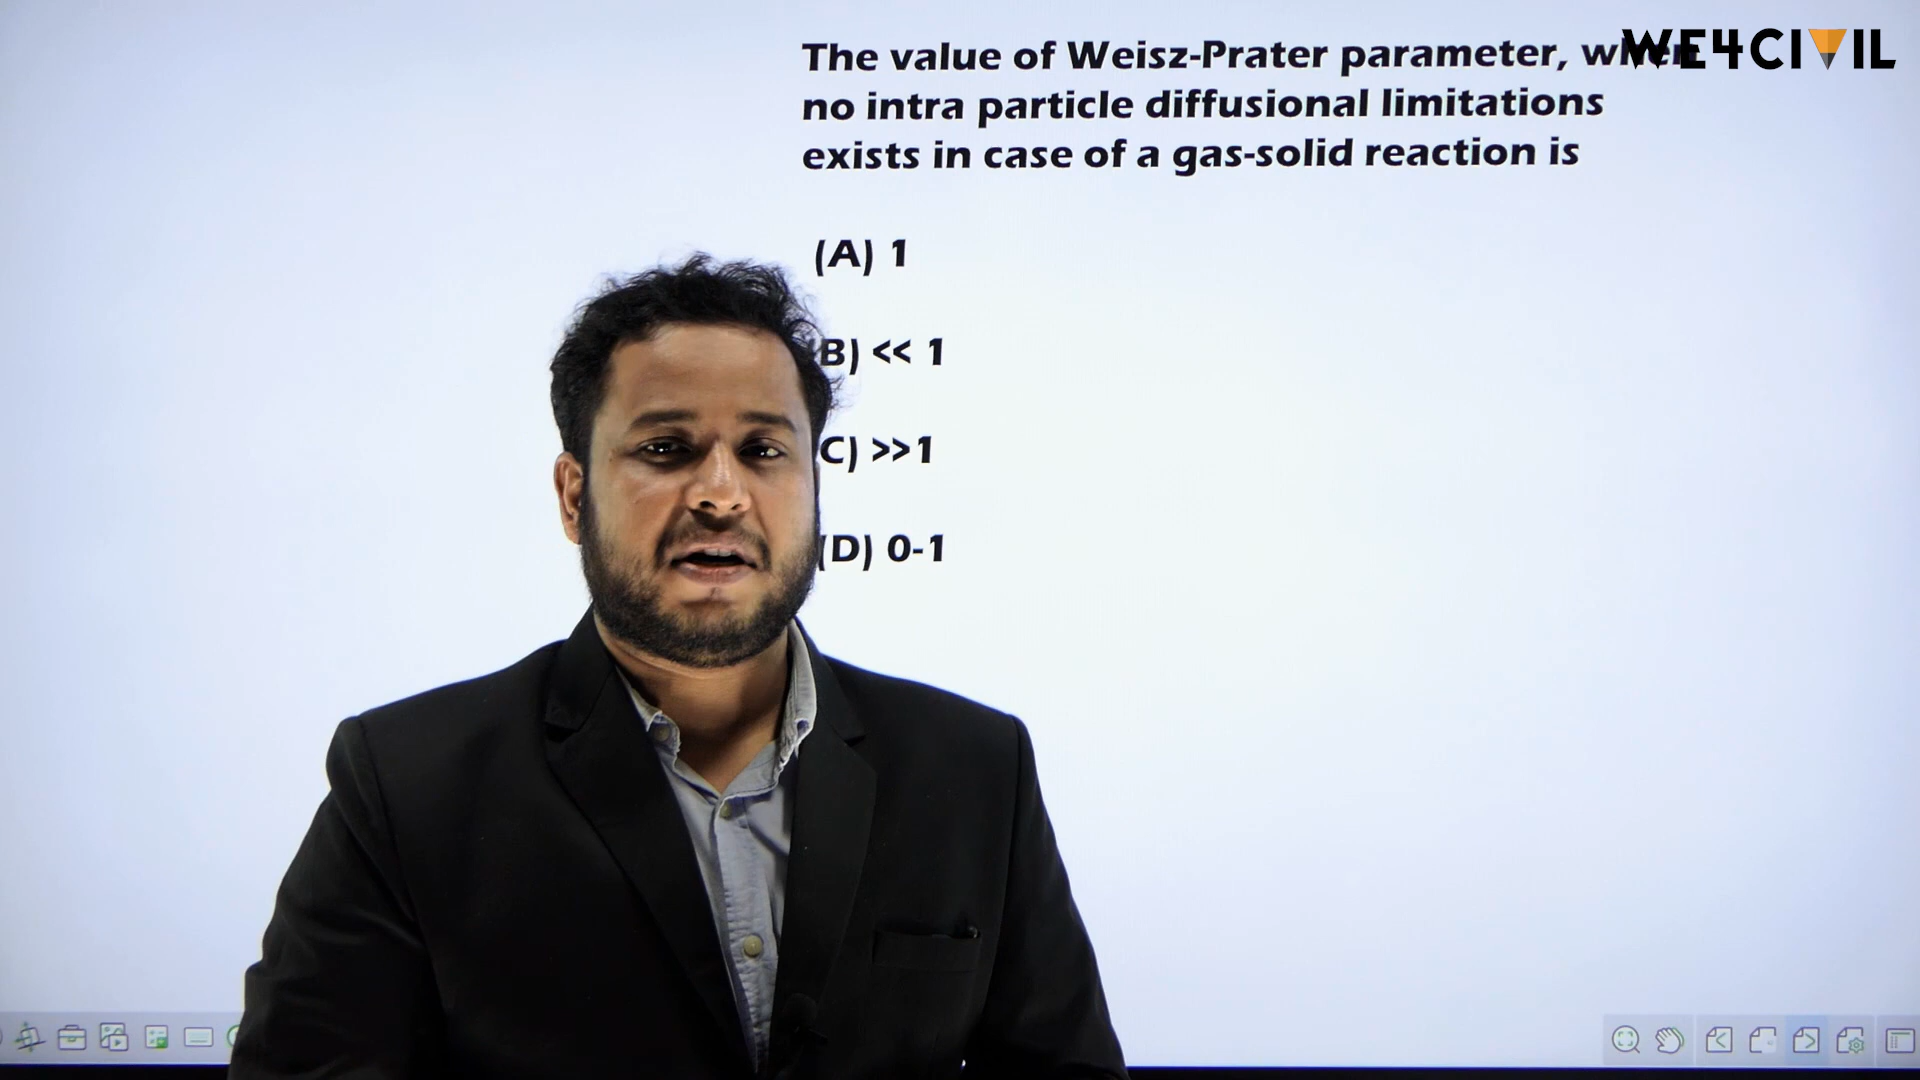 WE4CIVIL
The value of Weisz-Prater parameter, when
no intra particle diffusional limitations
exists in case of a gas-solid reaction is
(A) 1
B) << 1
C) >>1
(D) 0-1